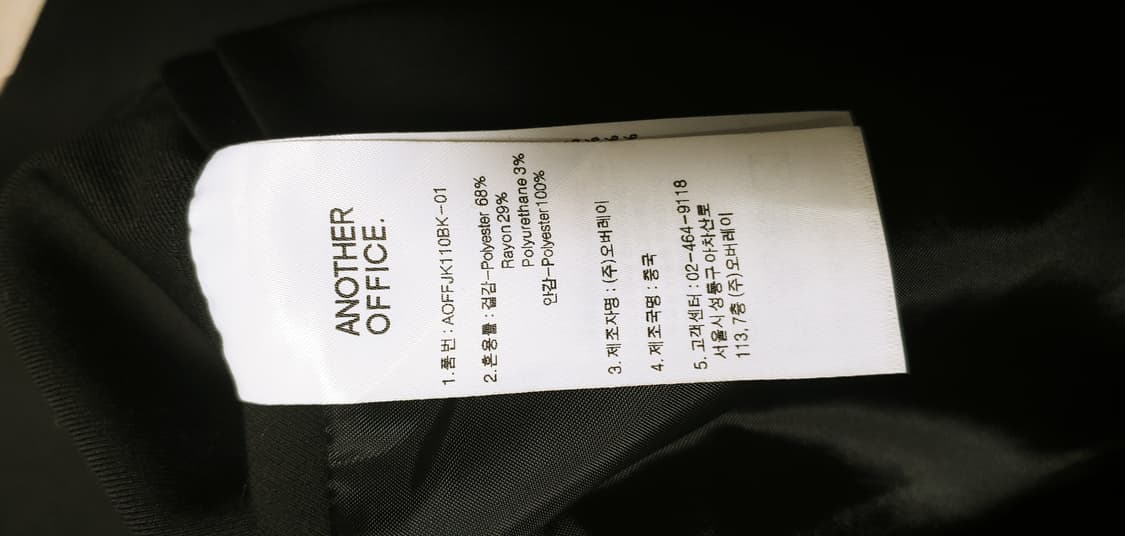 ANOTHER
OFFICE.
1. 품번 : AOFFJK1110BK-01
2. 혼용률 : 겉감-Polyester 68%
Rayon 29%
Polyurethane 3%
안감-Polyester 100%
3. 제조자명 : (주)오버레이
4. 제조국명 : 중국
5. 고객센터 : 02-464-9118
서울시 성동구 아차산로
113, 7층 (주)오버레이